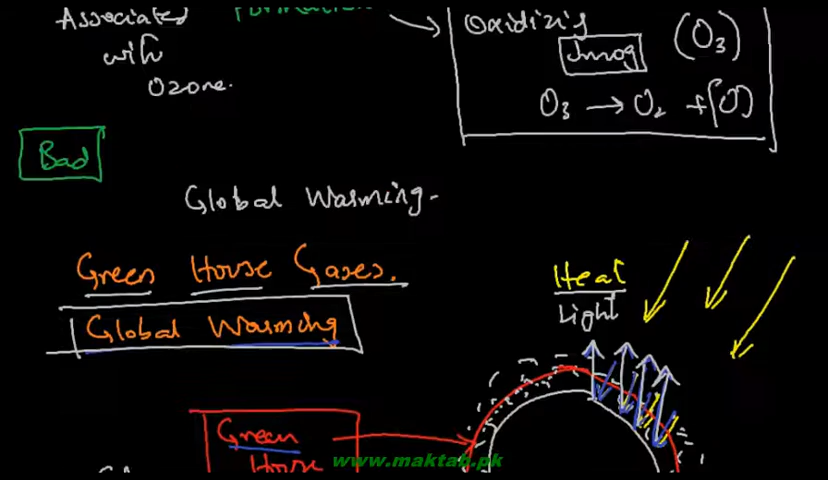 Associated
with
Ozone.
Formation
Oxidizing
Smog (O3)
O3 → O2 + (O)
Bad
Global Warming-
Green House Gases.
Global Warming
Heat
Light
Green
House
www.maktab.pk